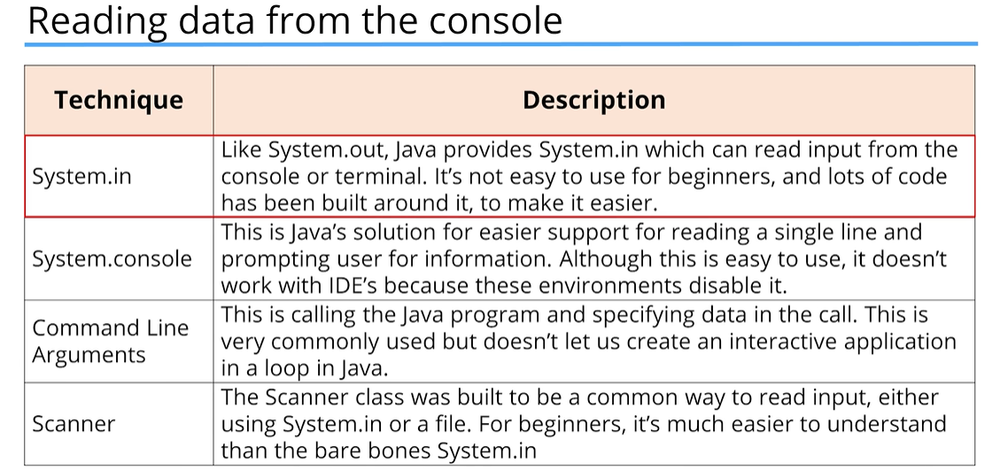 Reading data from the console
Technique
Description
System.in
Like System.out, Java provides System.in which can read input from the
console or terminal. It's not easy to use for beginners, and lots of code
has been built around it, to make it easier.
System.console
This is Java's solution for easier support for reading a single line and
prompting user for information. Although this is easy to use, it doesn't
work with IDE's because these environments disable it.
Command Line
Arguments
This is calling the Java program and specifying data in the call. This is
very commonly used but doesn't let us create an interactive application
in a loop in Java.
Scanner
The Scanner class was built to be a common way to read input, either
using System.in or a file. For beginners, it's much easier to understand
than the bare bones System.in